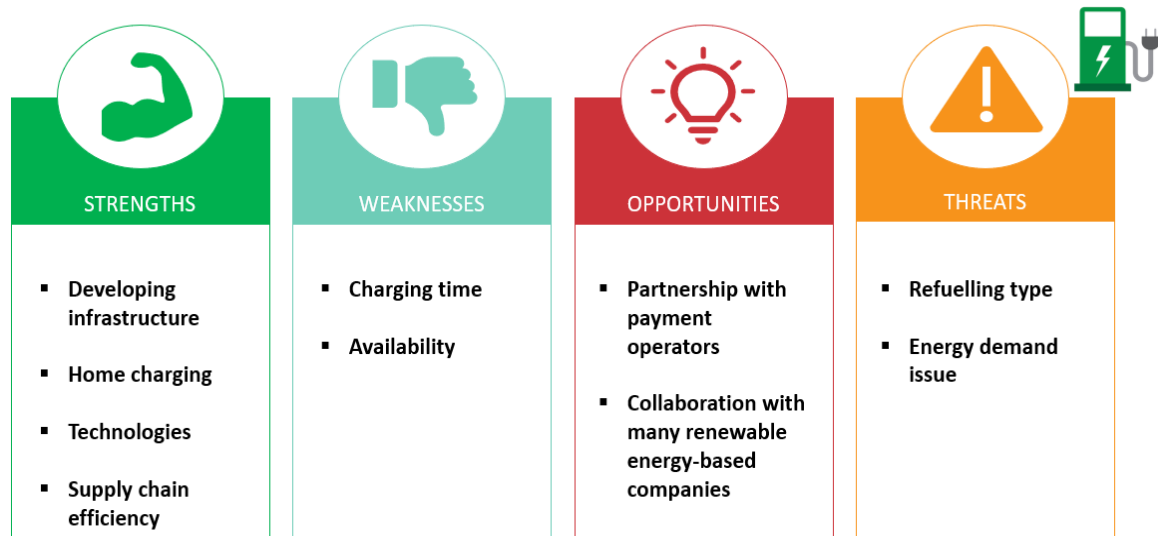 STRENGTHS
▪ Developing
infrastructure
▪ Home charging
▪ Technologies
▪ Supply chain
efficiency
WEAKNESSES
▪ Charging time
▪ Availability
OPPORTUNITIES
▪ Partnership with
payment
operators
▪ Collaboration with
many renewable
energy-based
companies
THREATS
▪ Refuelling type
▪ Energy demand
issue